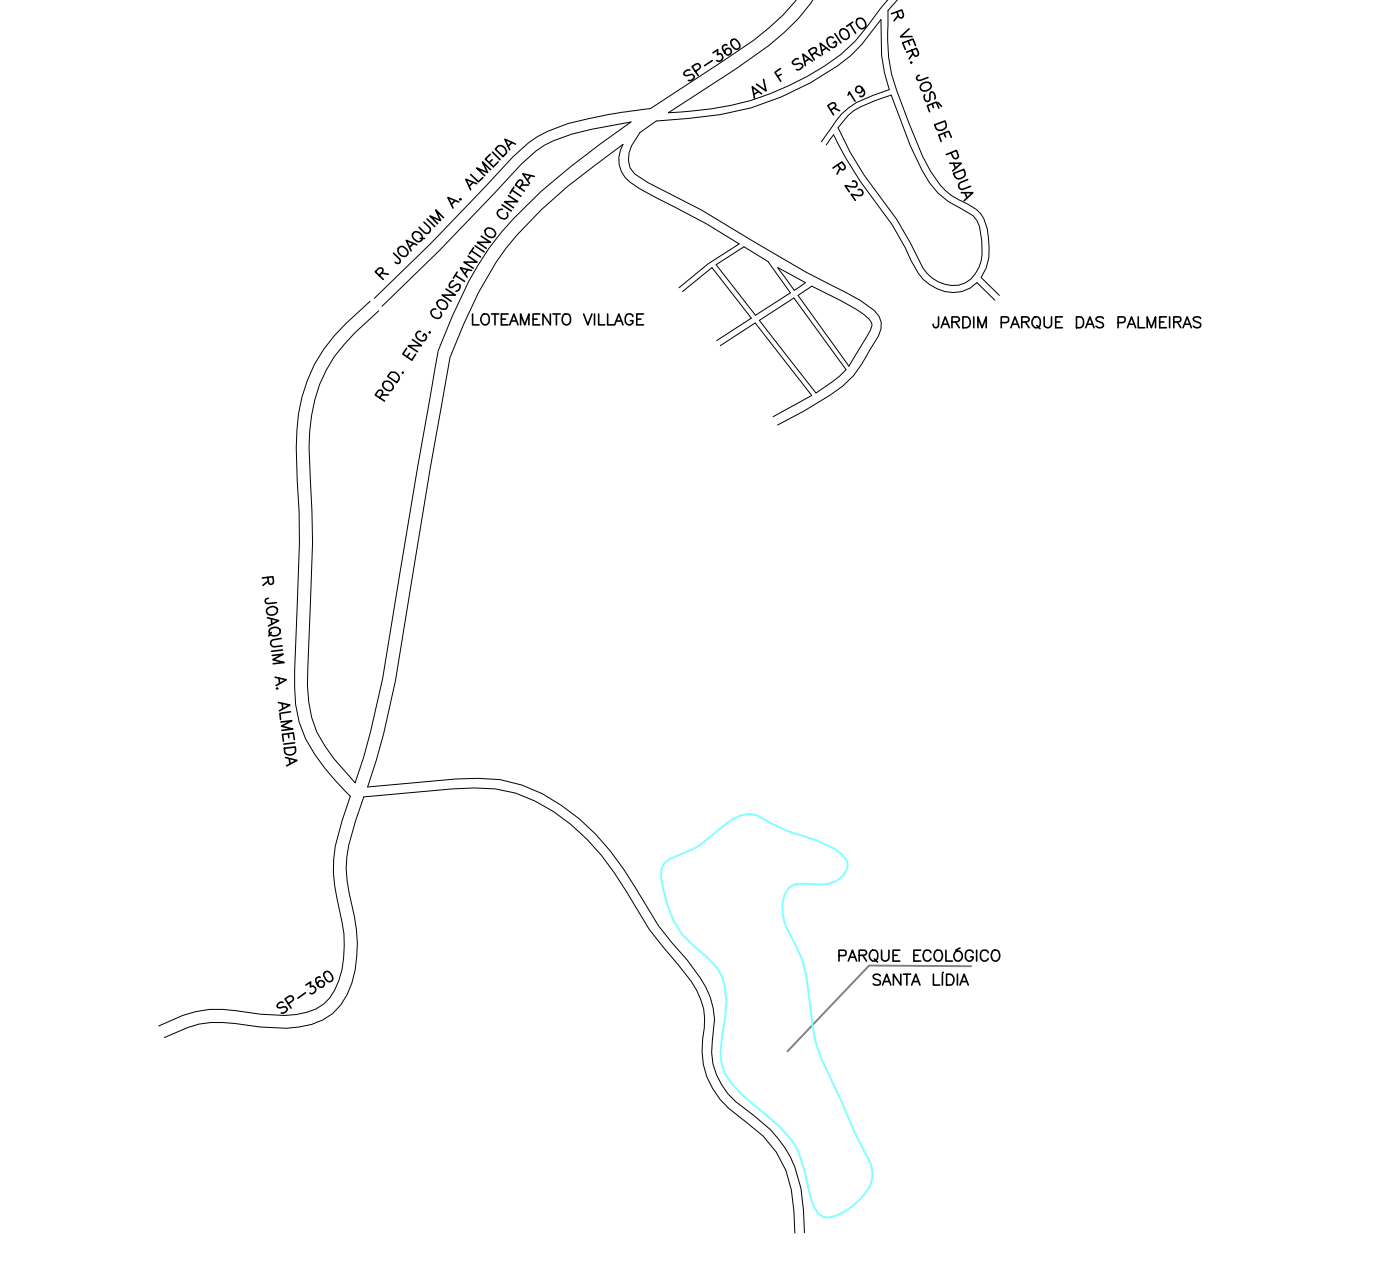 SP-360
AV F SARAGIOTO
R VER. JOSÉ DE PADUA
R 19
R 22
R JOAQUIM A. ALMEIDA
ROD. ENG. CONSTANTINO CINTRA
LOTEAMENTO VILLAGE
JARDIM PARQUE DAS PALMEIRAS
R JOAQUIM A. ALMEIDA
PARQUE ECOLÓGICO
SANTA LÍDIA
SP-360